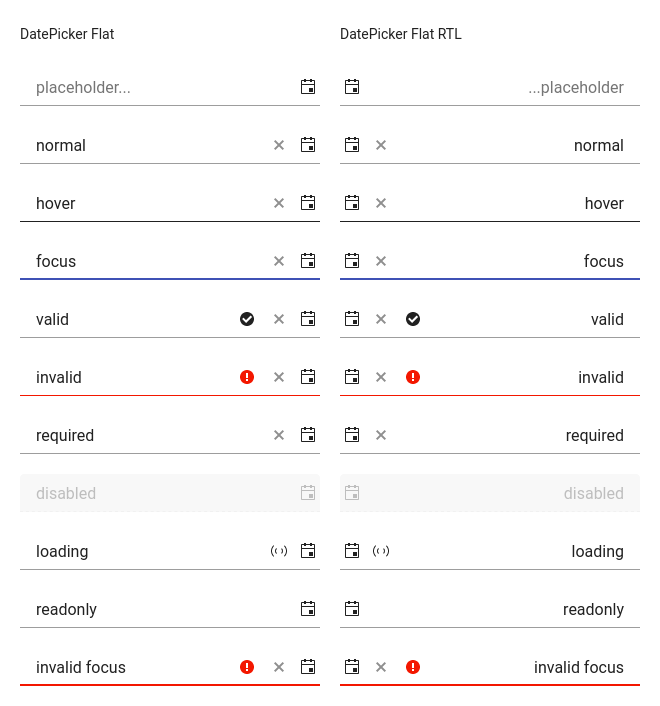 DatePicker Flat
DatePicker Flat RTL
placeholder...
...placeholder
normal
normal
hover
hover
focus
focus
valid
valid
invalid
invalid
required
required
disabled
disabled
loading
loading
readonly
readonly
invalid focus
invalid focus